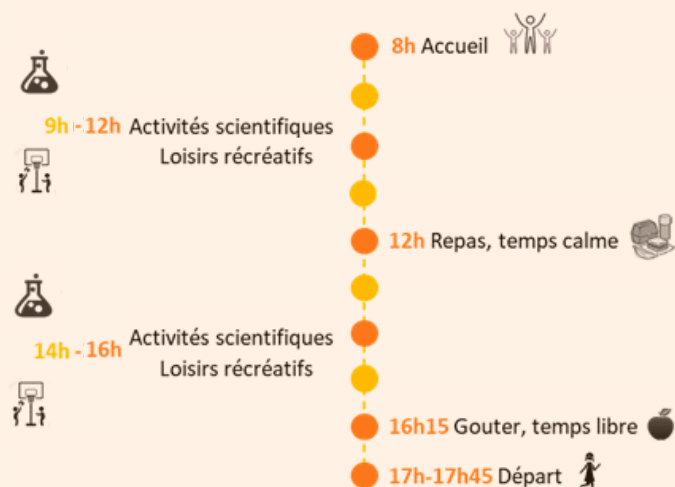 8h Accueil
9h - 12h Activités scientifiques
Loisirs récréatifs
12h Repas, temps calme
14h - 16h Activités scientifiques
Loisirs récréatifs
16h15 Gouter, temps libre
17h-17h45 Départ